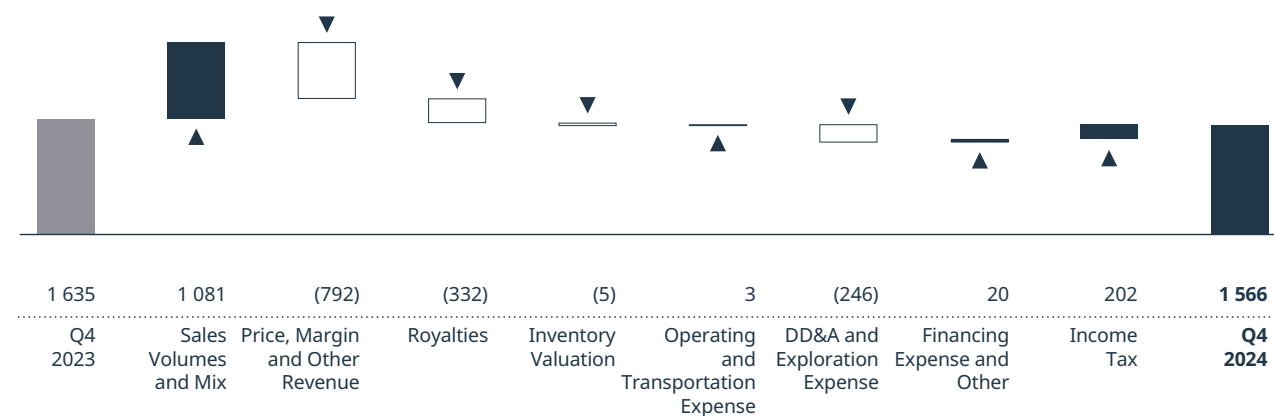 1 635 1 081 (792) (332) (5) 3 (246) 20 202 1 566
Q4 Sales Price, Margin Royalties Inventory Operating DD&A and Financing Income Q4
2023 Volumes and Other Valuation and Exploration Expense and Tax 2024
and Mix Revenue Transportation Expense Other
Expense